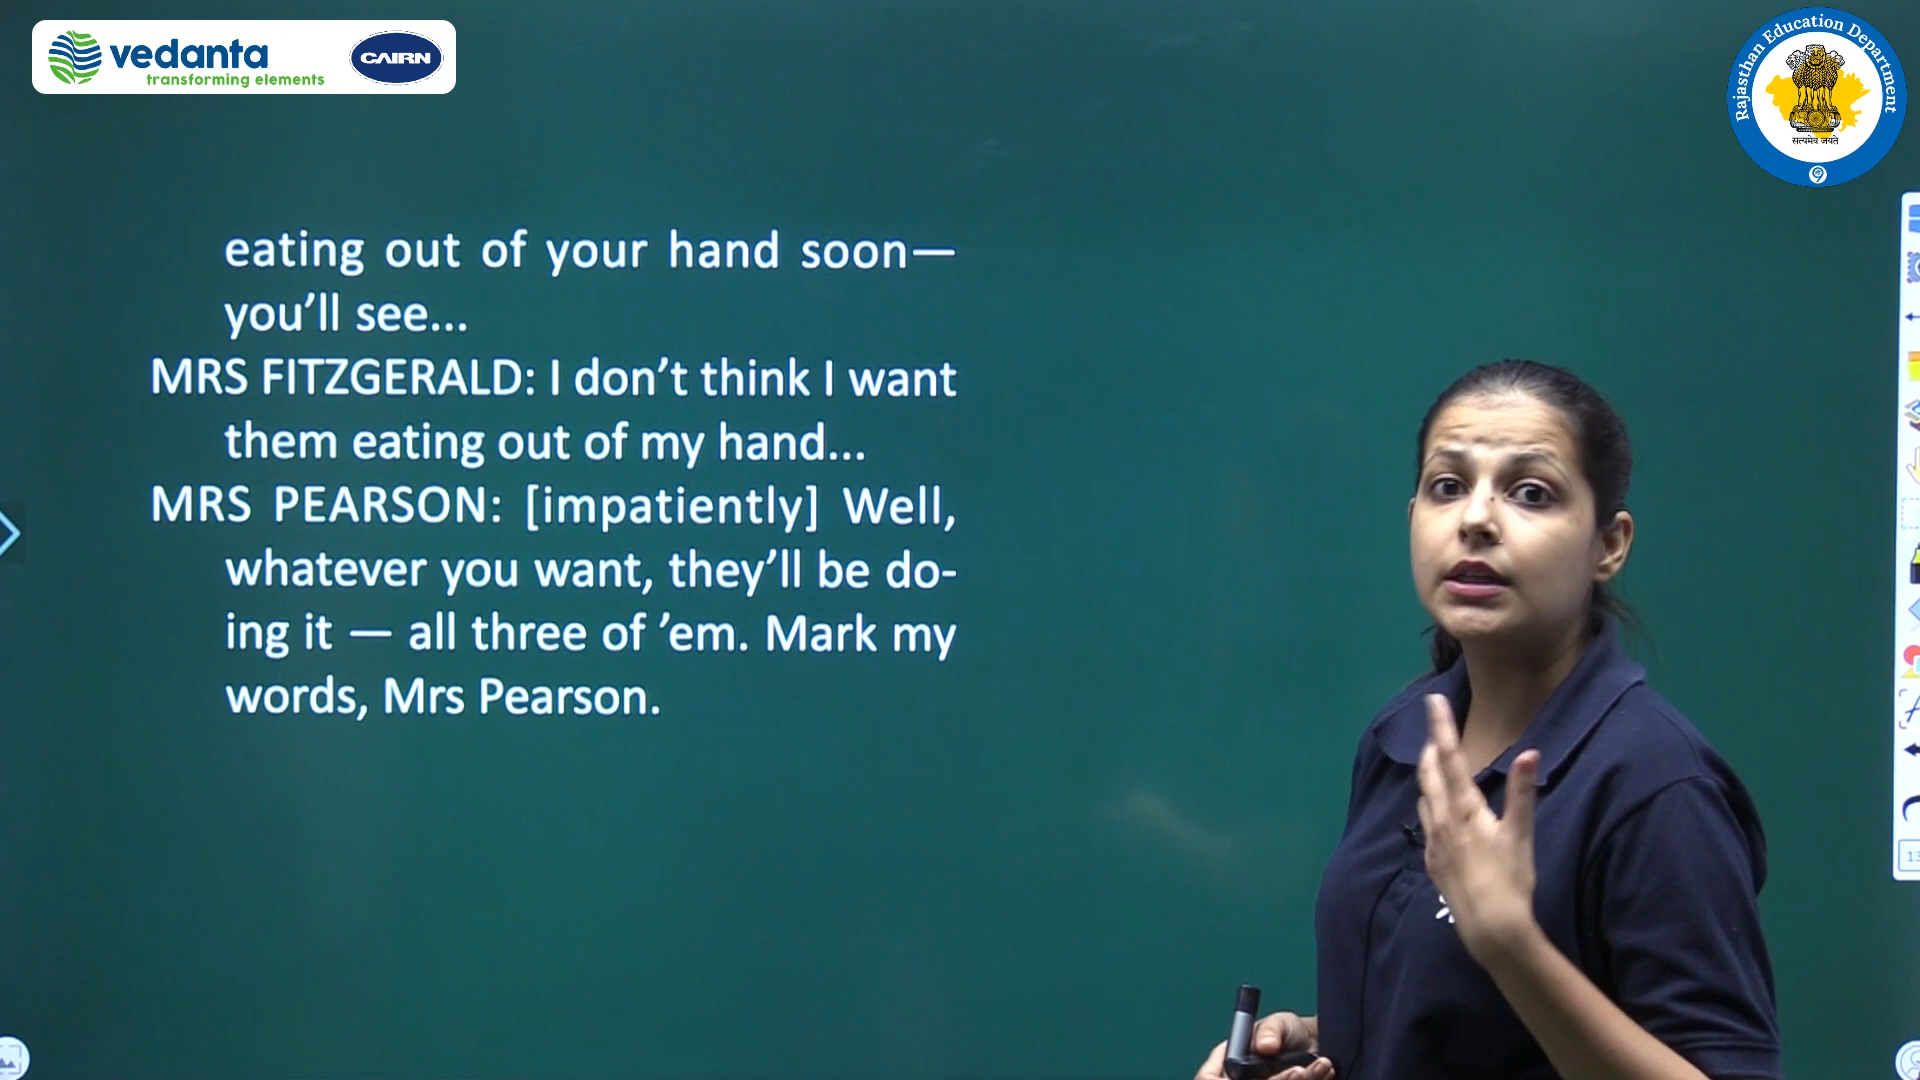 vedanta
transforming elements
CAIRN
Rajasthan Education Department
सत्यमेव जयते
eating out of your hand soon—
you'll see...
MRS FITZGERALD: I don't think I want
them eating out of my hand...
MRS PEARSON: [impatiently] Well,
whatever you want, they'll be do-
ing it — all three of 'em. Mark my
words, Mrs Pearson.
13